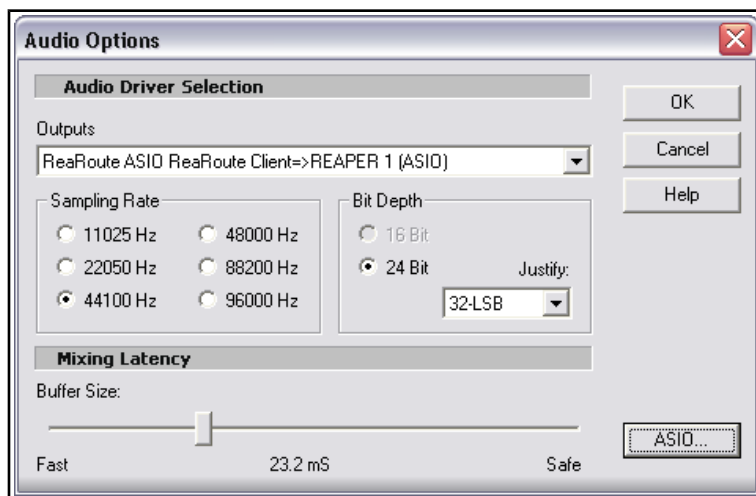 Audio Options
Audio Driver Selection
OK
Outputs
Cancel
ReaRoute ASIO ReaRoute Client=>REAPER 1 (ASIO)
Help
Sampling Rate
Bit Depth
11025 Hz
48000 Hz
16 Bit
22050 Hz
88200 Hz
24 Bit
Justify:
44100 Hz
96000 Hz
32-LSB
Mixing Latency
Buffer Size:
ASIO...
Fast
23.2 mS
Safe